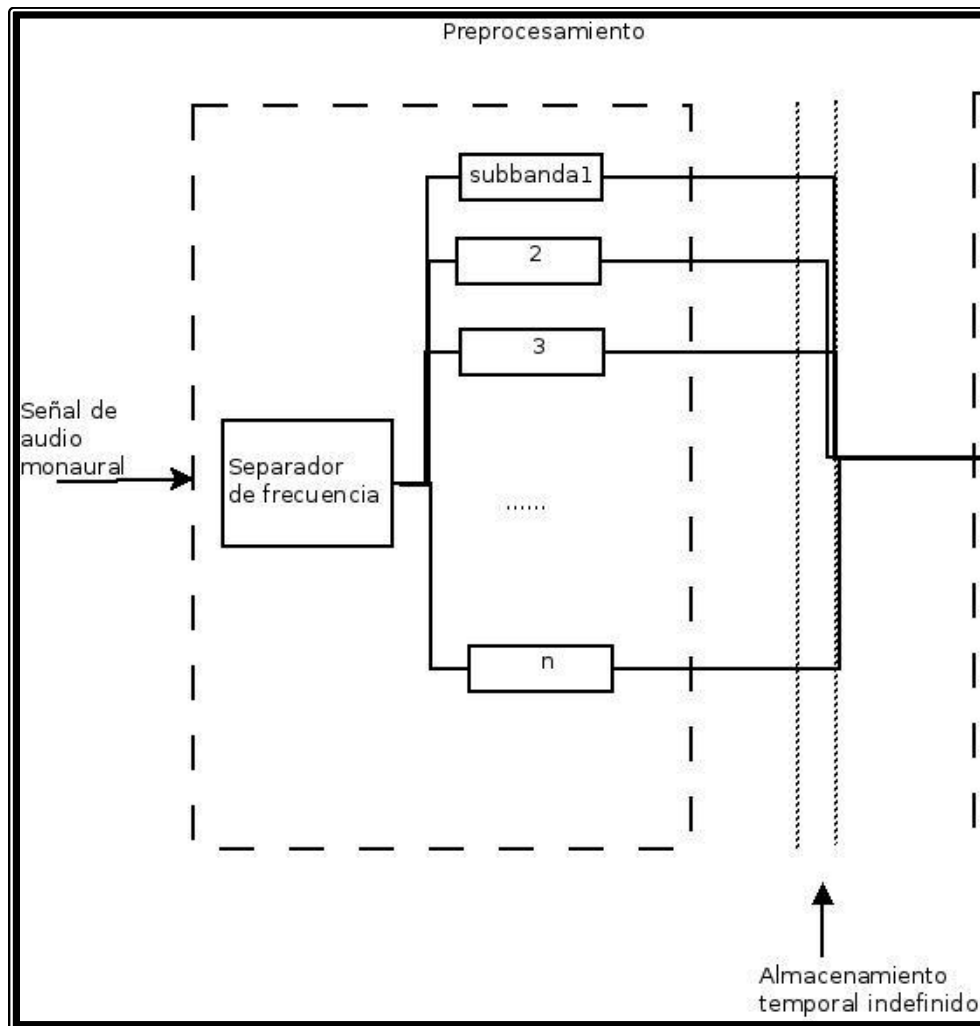 Preprocesamiento
subbanda1
2
3
Señal de
audio
monaural
Separador
de frecuencia
......
n
Almacenamiento
temporal indefinido